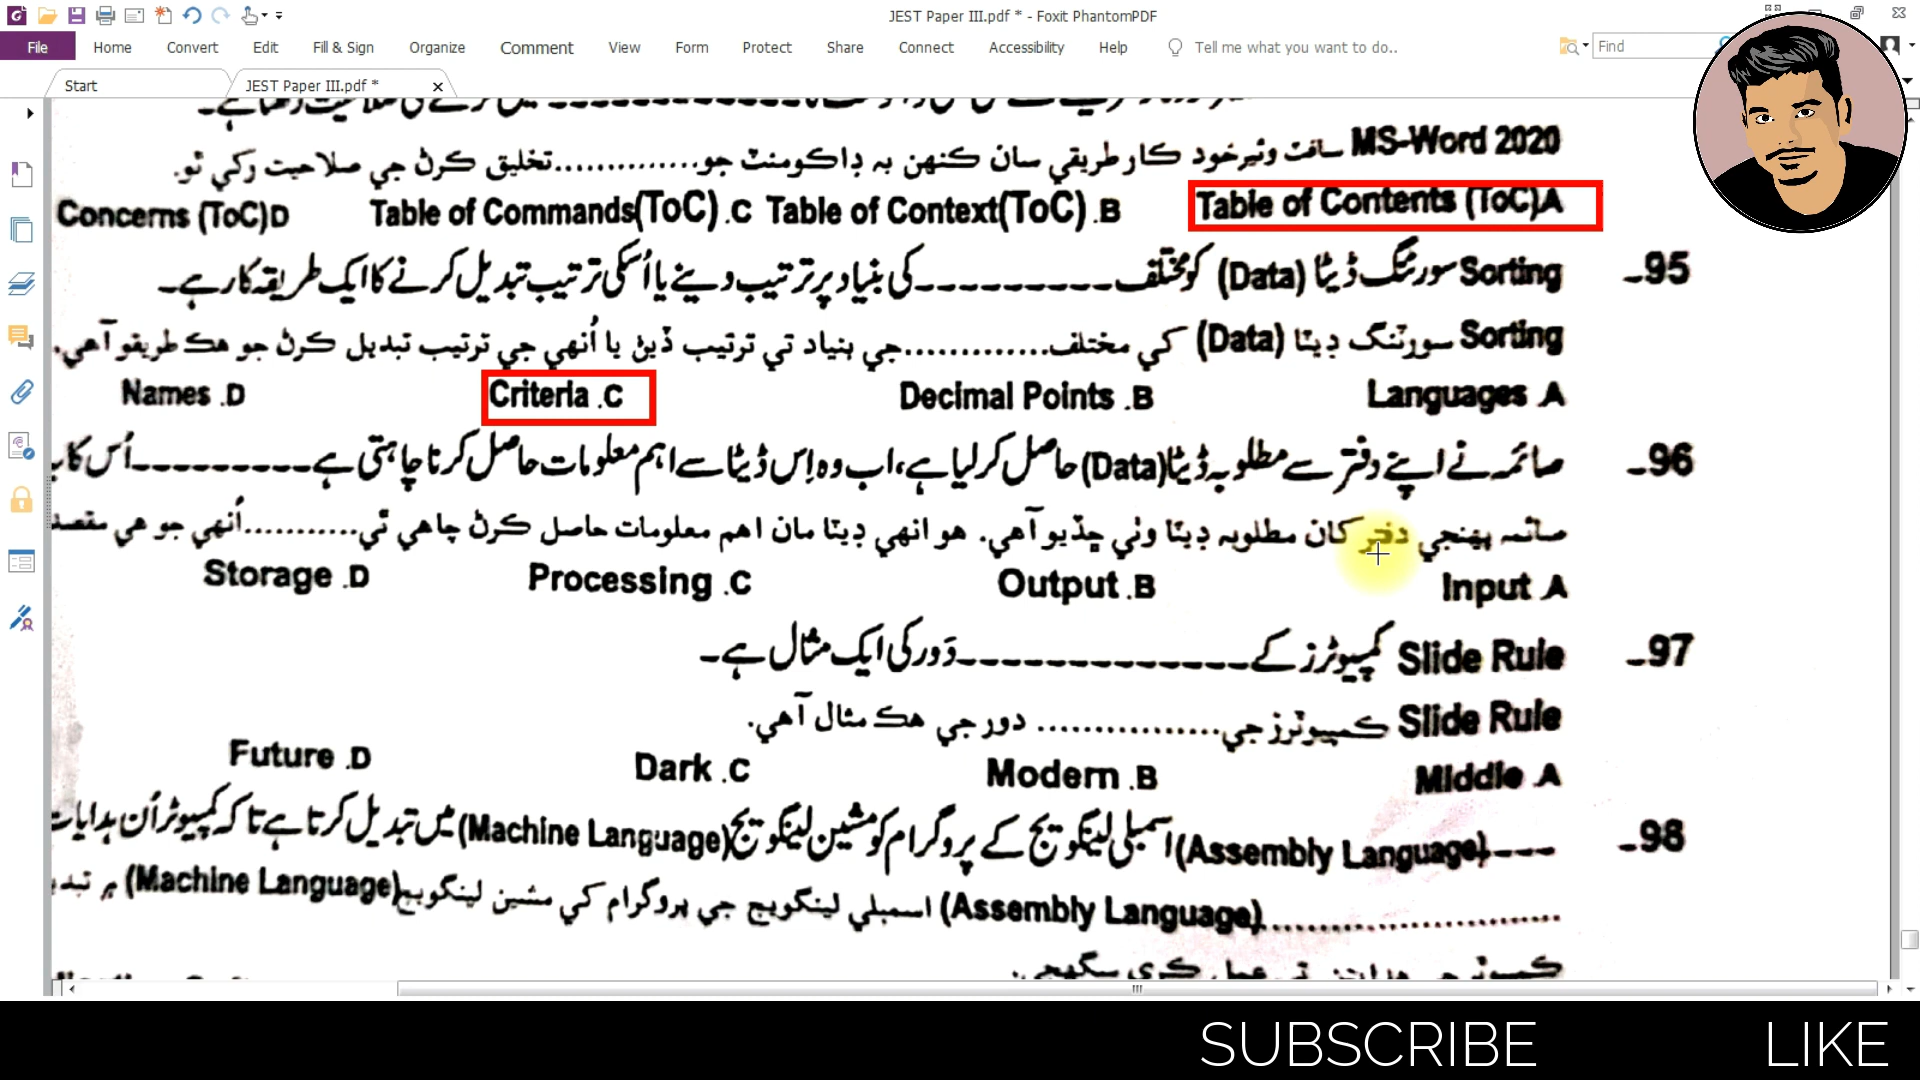 JEST Paper III.pdf * - Foxit PhantomPDF
File Home Convert Edit Fill & Sign Organize Comment View Form Protect Share Connect Accessibility Help Tell me what you want to do.. Find
Start JEST Paper III.pdf *
MS-Word 2020 سافٽ ويئر خود ڪار طريقي سان ڪنهن به ڊاڪومنٽ جو..............تخليق ڪرڻ جي صلاحيت رکي ٿو.
Table of Contents (ToC)A Table of Context(ToC) .B Table of Commands(ToC) .C Concerns (ToC)D
95۔ Sorting سورٹنگ ڈیٹا (Data) کو مختلف ---------- کی بنیاد پر ترتیب دینے یا اُسکی ترتیب تبدیل کرنے کا ایک طریقہ کار ہے۔
Sorting سورٽنگ ڊيٽا (Data) کي مختلف.............جي بنياد تي ترتيب ڏيڻ يا اُنهي جي ترتيب تبديل ڪرڻ جو هڪ طريقو آهي.
Languages .A Decimal Points .B Criteria .C Names .D
96۔ صائمہ نے اپنے دفتر سے مطلوبہ ڈیٹا(Data) حاصل کرلیا ہے، اب وہ اِس ڈیٹا سے اہم معلومات حاصل کرنا چاہتی ہے --------- اُس کا
صائمه پهنجي دفتر کان مطلوبه ڊيٽا وٺي ڇڏيو آهي. هو انهي ڊيٽا مان اهم معلومات حاصل ڪرڻ چاهي ٿي...........اُنهي جو هي مقصد
Input .A Output .B Processing .C Storage .D
97۔ Slide Rule کمپیوٹرز کے ------------- دَور کی ایک مثال ہے۔
Slide Rule ڪمپيوٽرز جي................ دور جي هڪ مثال آهي.
Middle .A Modern .B Dark .C Future .D
98۔ ----(Assembly Language) اسمبلی لینگویج کے پروگرام کو مشین لینگویج(Machine Language) میں تبدیل کرتا ہے تاکہ کمپیوٹر اُن ہدایات
..................(Assembly Language) اسمبلي لينگويج جي پروگرام کي مشين لينگويج(Machine Language) ۾
SUBSCRIBE LIKE